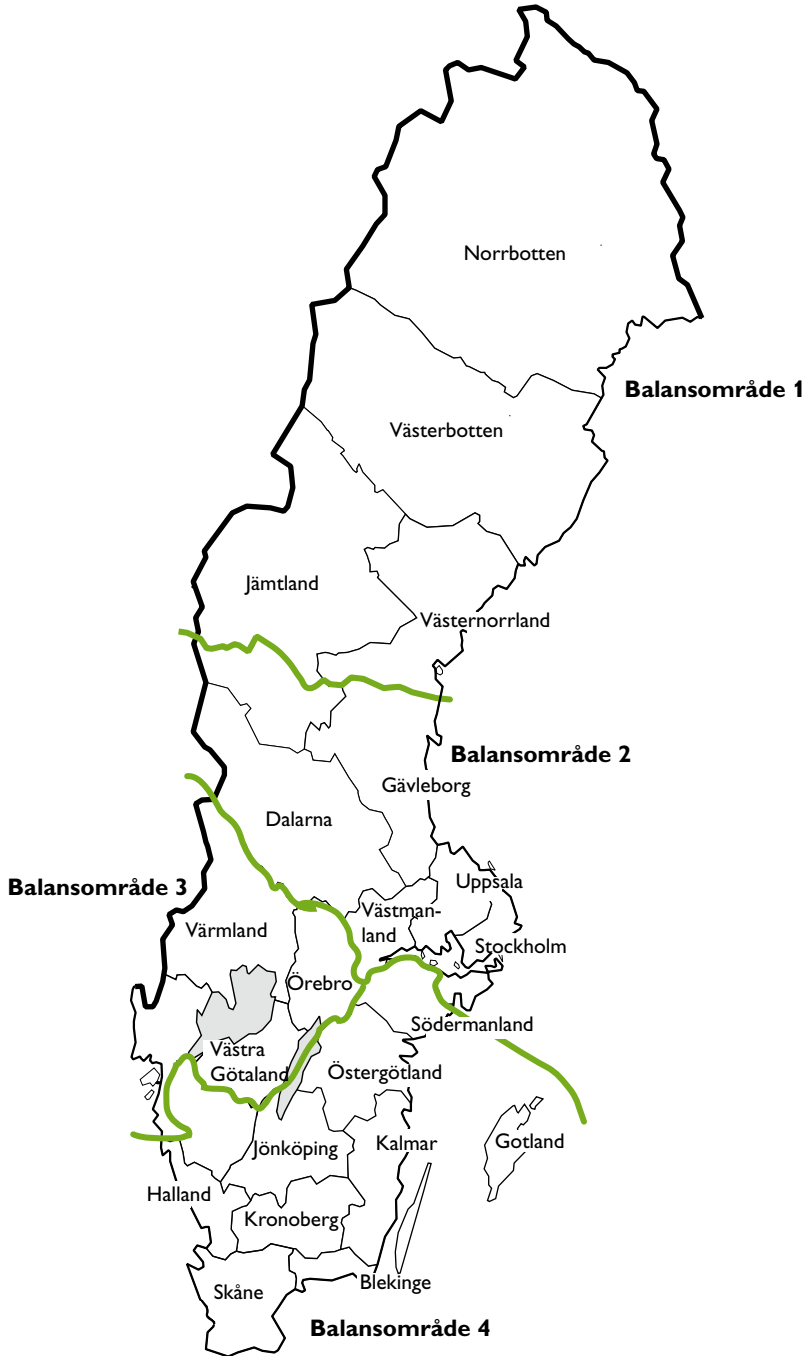 Norrbotten
Balansområde 1
Västerbotten
Jämtland
Västernorrland
Balansområde 2
Gävleborg
Dalarna
Balansområde 3
Uppsala
Västman-
land
Värmland
Stockholm
Örebro
Södermanland
Västra
Götaland
Östergötland
Jönköping
Kalmar
Gotland
Halland
Kronoberg
Blekinge
Skåne
Balansområde 4